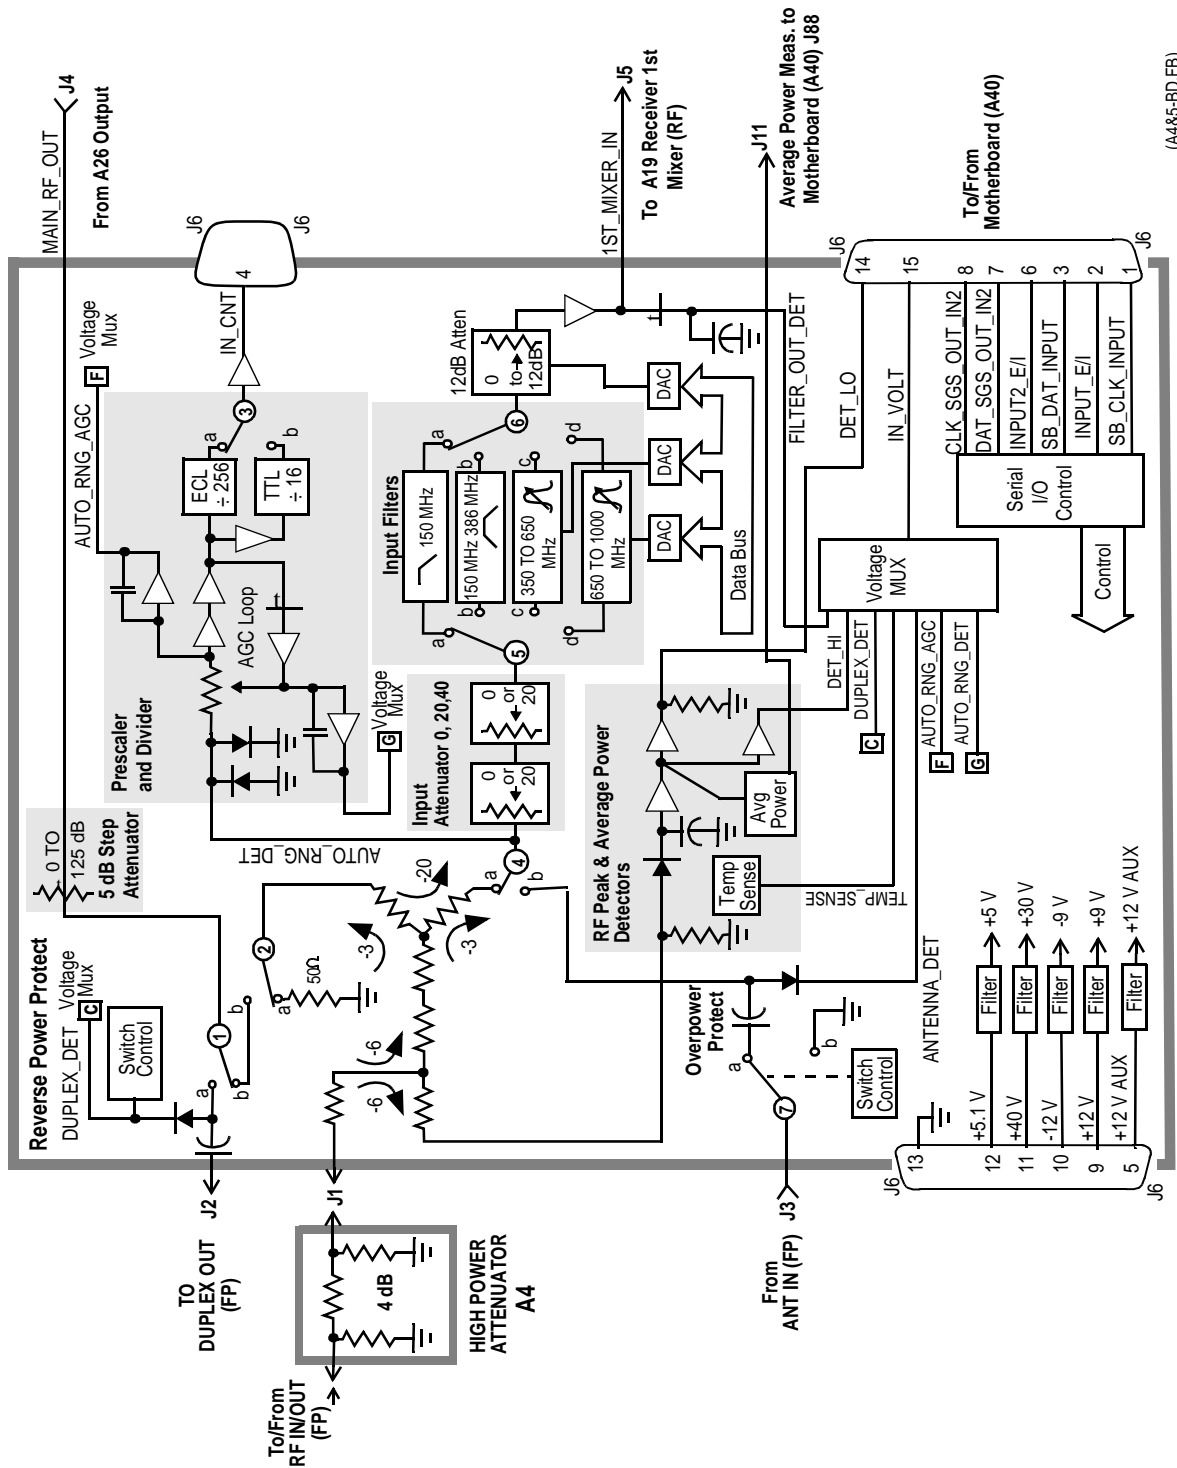 To/From
RF IN/OUT
(FP)
4 dB
HIGH POWER
ATTENUATOR
A4
J1
TO
DUPLEX OUT
(FP)
J2
From
ANT IN (FP)
J3
Reverse Power Protect
DUPLEX_DET
Voltage
Mux
C
Switch
Control
a
b
1
b
0 TO
125 dB
5 dB Step
Attenuator
MAIN_RF_OUT
J4
From A26 Output
-6
-6
2
a
50Ω
-3
-20
-3
a
4
b
AUTO_RNG_DET
Prescaler
and Divider
AGC Loop
t
AUTO_RNG_AGC
F
Voltage
Mux
G
Voltage
Mux
ECL
÷ 256
TTL
÷ 16
a
b
3
IN_CNT
J6
4
J6
Input
Attenuator 0, 20,40
0
or
20
0
or
20
5
a
b
c
d
Input Filters
150 MHz
150 MHz 386 MHz
350 TO 650
MHz
650 TO 1000
MHz
a
b
c
d
6
12dB Atten
0
to
12dB
1ST_MIXER_IN
J5
To A19 Receiver 1st
Mixer (RF)
t
DAC
DAC
DAC
Data Bus
FILTER_OUT_DET
J11
Average Power Meas. to
Motherboard (A40) J88
RF Peak & Average Power
Detectors
Temp
Sense
Avg
Power
TEMP_SENSE
Overpower
Protect
a
b
7
Switch
Control
ANTENNA_DET
DET_HI
DUPLEX_DET
C
AUTO_RNG_AGC
F
AUTO_RNG_DET
G
Voltage
MUX
DET_LO
IN_VOLT
CLK_SGS_OUT_IN2
DAT_SGS_OUT_IN2
INPUT2_E/I
SB_DAT_INPUT
INPUT_E/I
SB_CLK_INPUT
Serial
I/O
Control
Control
J6
14
15
8
7
6
3
2
1
J6
To/From
Motherboard (A40)
J6
13
12
11
10
9
5
J6
+5.1 V
Filter
+5 V
+40 V
Filter
+30 V
-12 V
Filter
-9 V
+12 V
Filter
+9 V
+12 V AUX
Filter
+12 V AUX